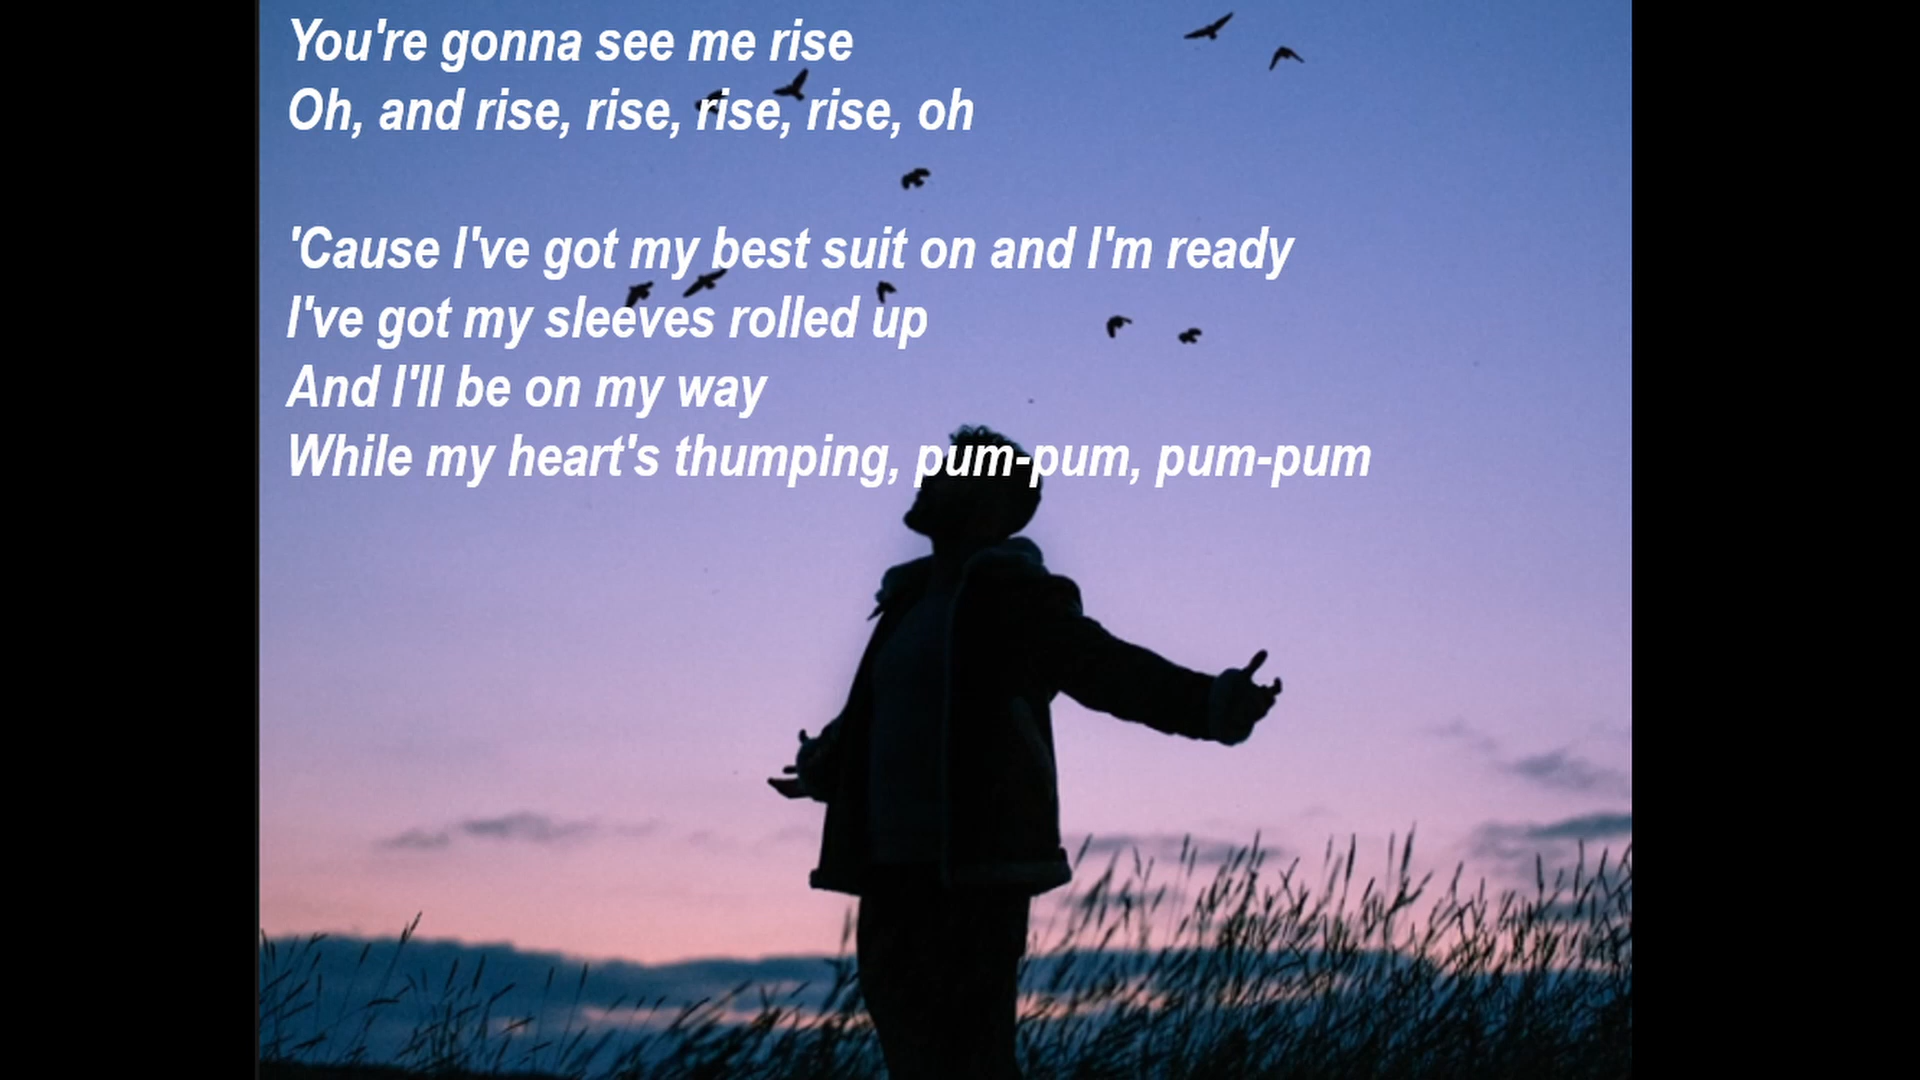 You're gonna see me rise
Oh, and rise, rise, rise, rise, oh
'Cause I've got my best suit on and I'm ready
I've got my sleeves rolled up
And I'll be on my way
While my heart's thumping, pum-pum, pum-pum